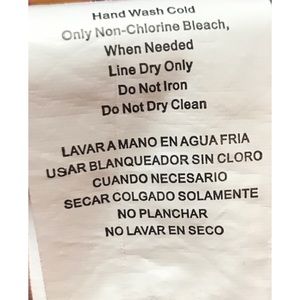 Hand Wash Cold
Only Non-Chlorine Bleach,
When Needed
Line Dry Only
Do Not Iron
Do Not Dry Clean
LAVAR A MANO EN AGUA FRIA
USAR BLANQUEADOR SIN CLORO
CUANDO NECESARIO
SECAR COLGADO SOLAMENTE
NO PLANCHAR
NO LAVAR EN SECO